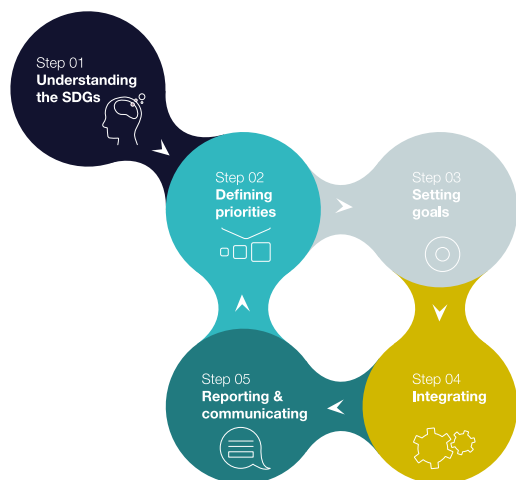 Step 01
Understanding
the SDGs
Step 02
Defining
priorities
Step 03
Setting
goals
Step 04
Integrating
Step 05
Reporting &
communicating